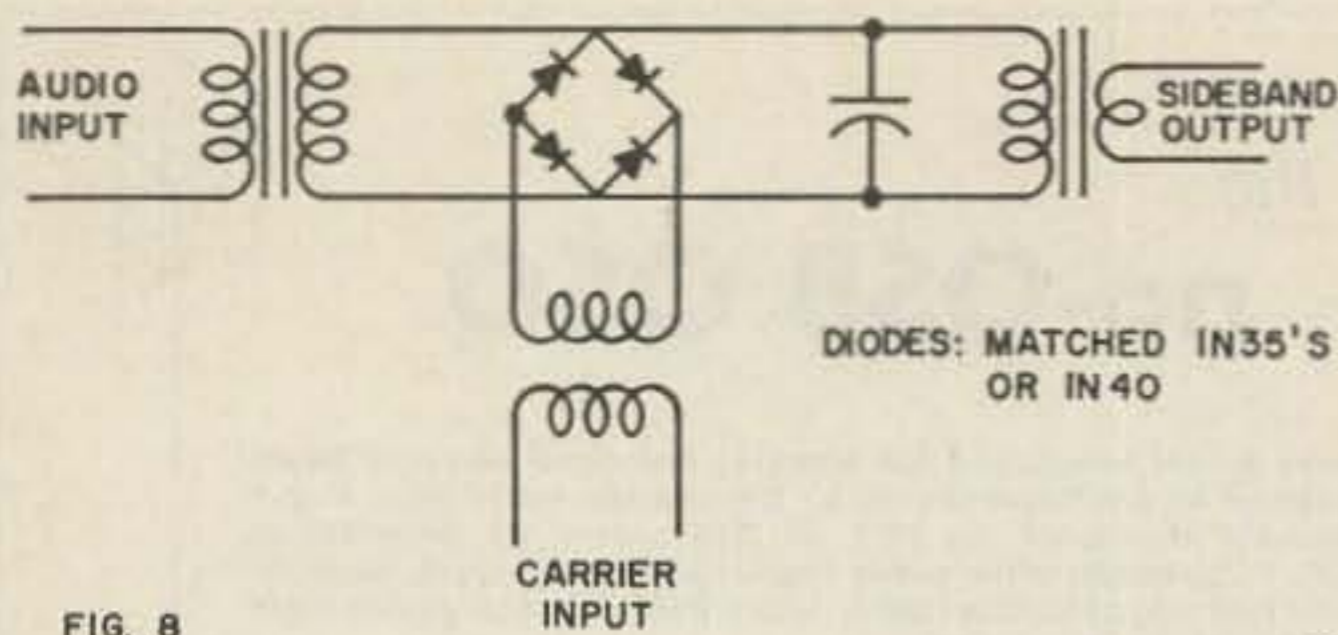 AUDIO
INPUT
SIDEBAND
OUTPUT
DIODES: MATCHED IN35'S
OR IN40
CARRIER
INPUT
FIG. 8